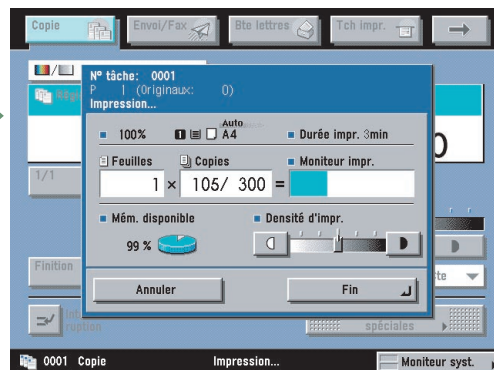 Copie Envoi/Fax Bte lettres Tch impr.
N° tâche: 0001
P 1 (Originaux: 0)
Impression...
100% 1 Auto A4 Durée impr. 3min
Feuilles Copies Moniteur impr.
1 × 105/ 300 =
1/1
Mém. disponible Densité d'impr.
99 %
Finition
Annuler Fin
ruption spéciales
0001 Copie Impression... Moniteur syst.